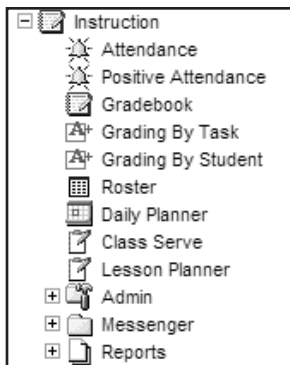 Instruction
Attendance
Positive Attendance
Gradebook
Grading By Task
Grading By Student
Roster
Daily Planner
Class Serve
Lesson Planner
Admin
Messenger
Reports